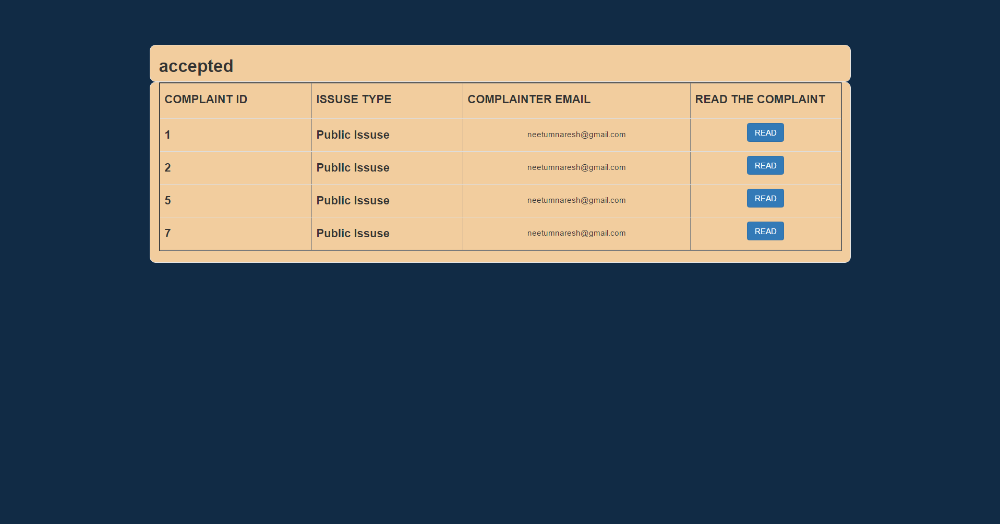 accepted
COMPLAINT ID ISSUSE TYPE COMPLAINTER EMAIL READ THE COMPLAINT
1 Public Issuse neetumnaresh@gmail.com READ
2 Public Issuse neetumnaresh@gmail.com READ
5 Public Issuse neetumnaresh@gmail.com READ
7 Public Issuse neetumnaresh@gmail.com READ